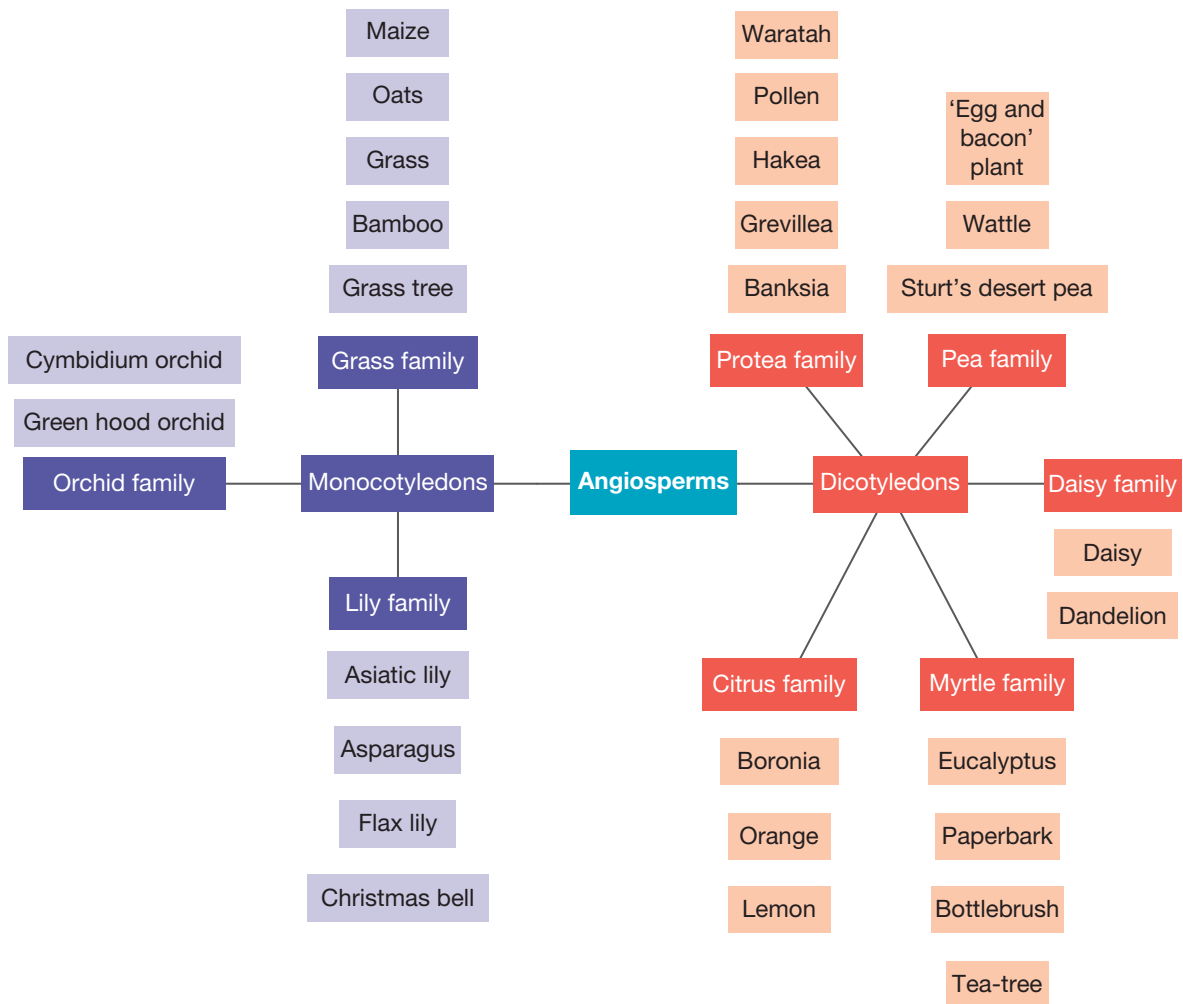 Maize
Oats
Grass
Bamboo
Grass tree
Grass family
Cymbidium orchid
Green hood orchid
Orchid family
Monocotyledons
Lily family
Asiatic lily
Asparagus
Flax lily
Christmas bell
Angiosperms
Waratah
Pollen
Hakea
Grevillea
Banksia
Protea family
‘Egg and
bacon’
plant
Wattle
Sturt’s desert pea
Pea family
Dicotyledons
Daisy family
Daisy
Dandelion
Citrus family
Boronia
Orange
Lemon
Myrtle family
Eucalyptus
Paperbark
Bottlebrush
Tea-tree